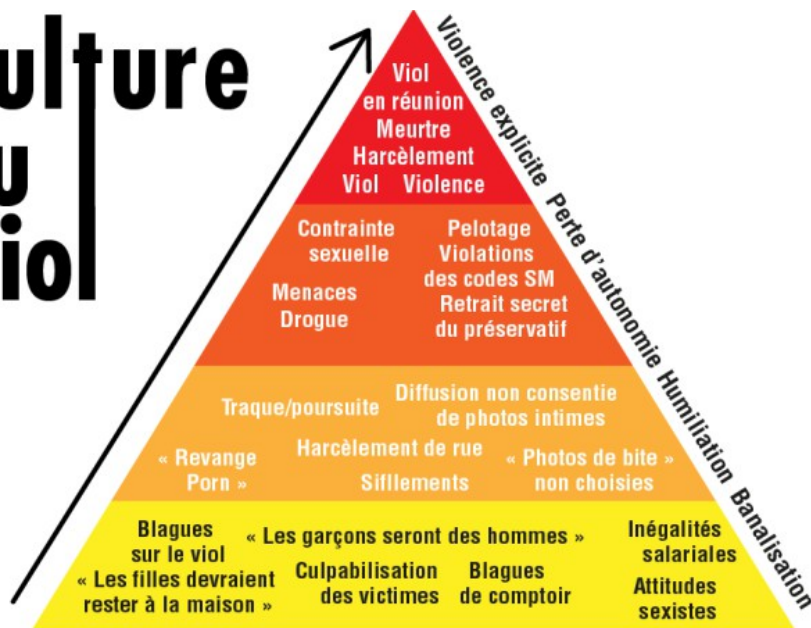 ulture
u
iol
Viol
en réunion
Meurtre
Harcèlement
Viol Violence
Contrainte
sexuelle
Menaces
Drogue
Pelotage
Violations
des codes SM
Retrait secret
du préservatif
Traque/poursuite
Diffusion non consentie
de photos intimes
« Revange
Porn »
Harcèlement de rue
Sifllements
« Photos de bite »
non choisies
Blagues
sur le viol
« Les garçons seront des hommes »
« Les filles devraient
rester à la maison »
Culpabilisation
des victimes
Blagues
de comptoir
Inégalités
salariales
Attitudes
sexistes
Violence explicite Perte d'autonomie Humiliation Banalisation